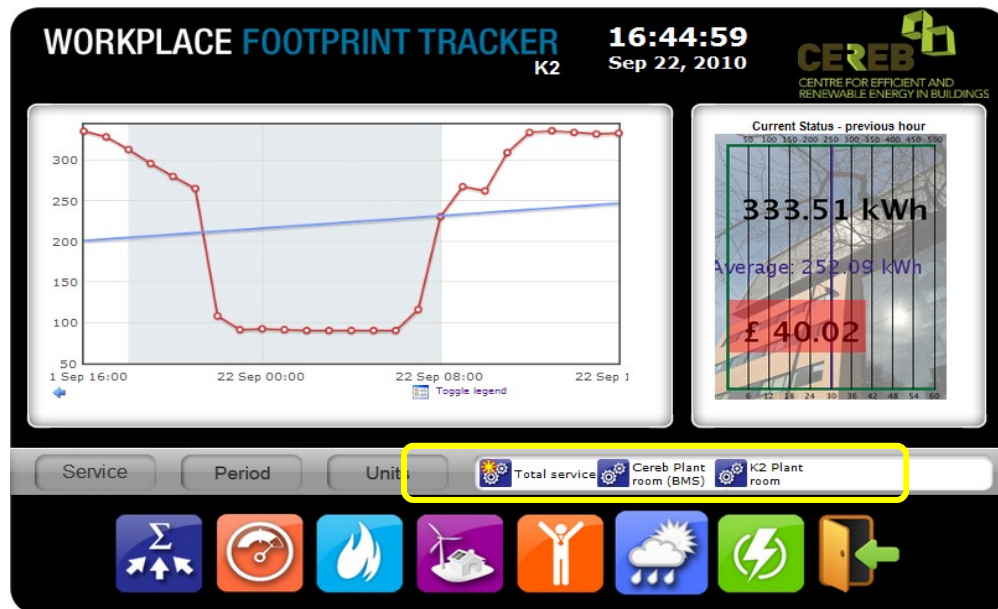 WORKPLACE FOOTPRINT TRACKER
K2
16:44:59
Sep 22, 2010
CEREB
CENTRE FOR EFFICIENT AND
RENEWABLE ENERGY IN BUILDINGS
300
250
200
150
100
50
1 Sep 16:00 22 Sep 00:00 22 Sep 08:00 22 Sep 1
Toggle legend
Current Status - previous hour
50 100 150 200 250 300 350 400 450 500
333.51 kWh
Average: 252.09 kWh
£ 40.02
6 12 18 24 30 36 42 48 54 60
Service Period Units
Total service
Cereb Plant
room (BMS)
K2 Plant
room
Σ